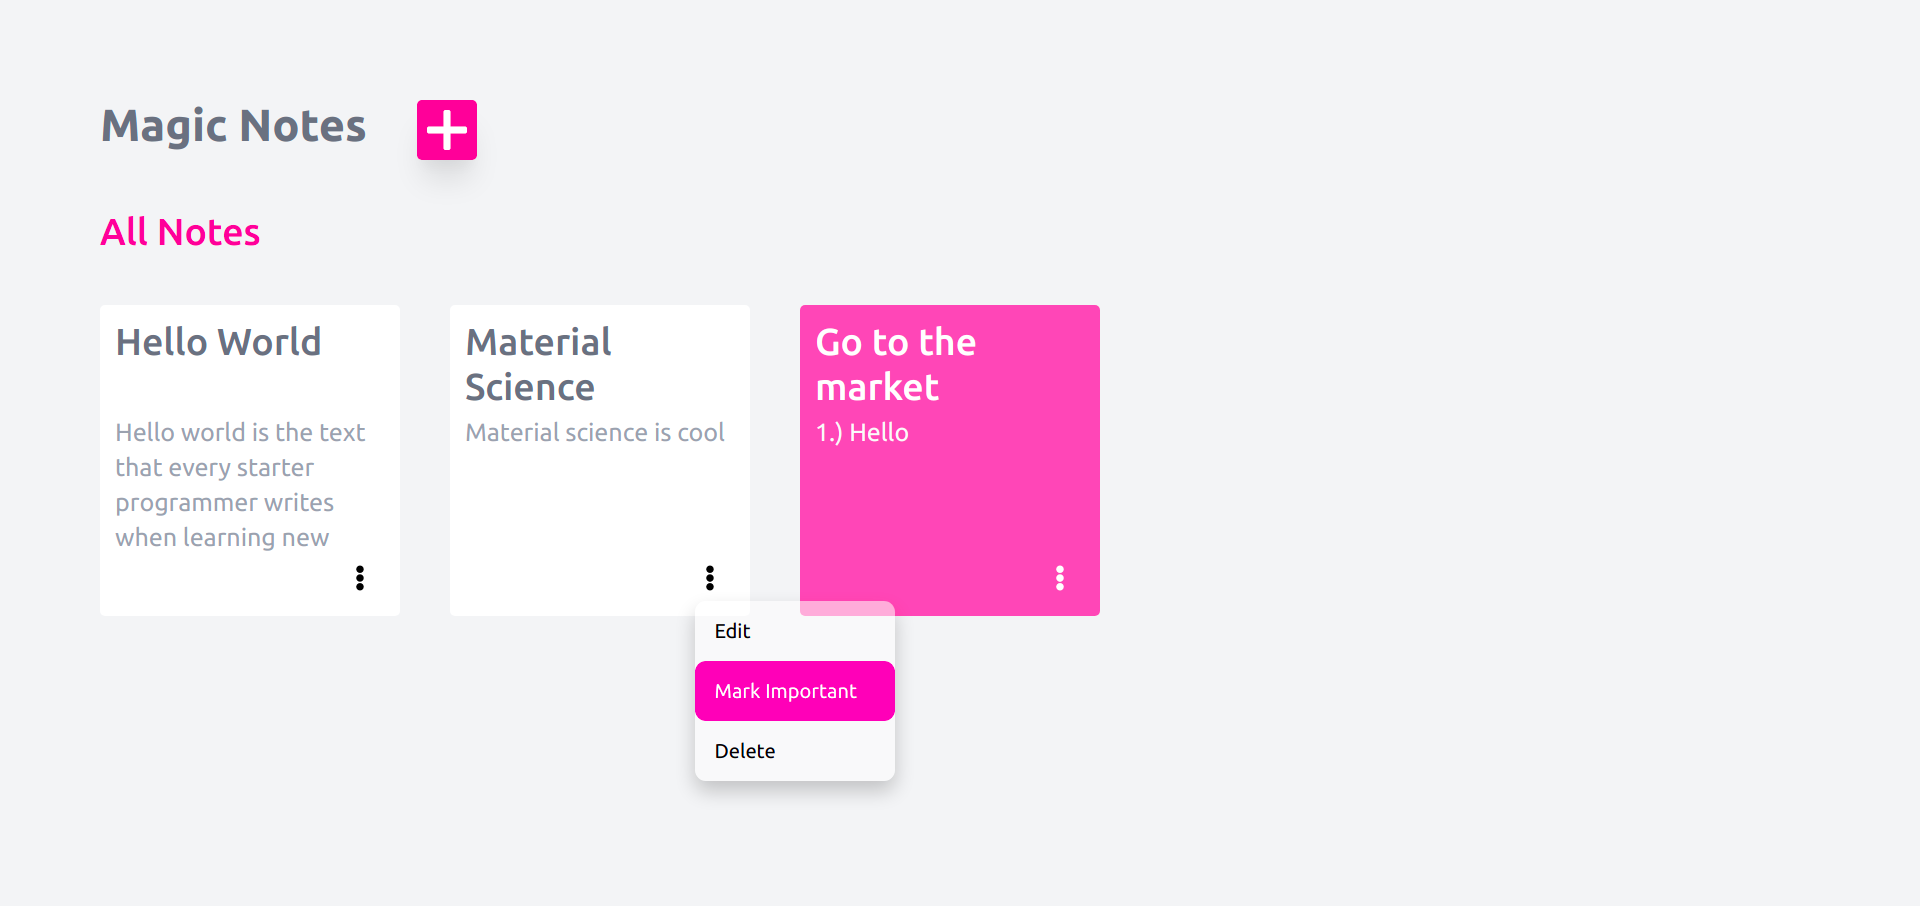 Magic Notes
All Notes
Hello World
Hello world is the text
that every starter
programmer writes
when learning new
Material
Science
Material science is cool
Go to the
market
1.) Hello
Edit
Mark Important
Delete